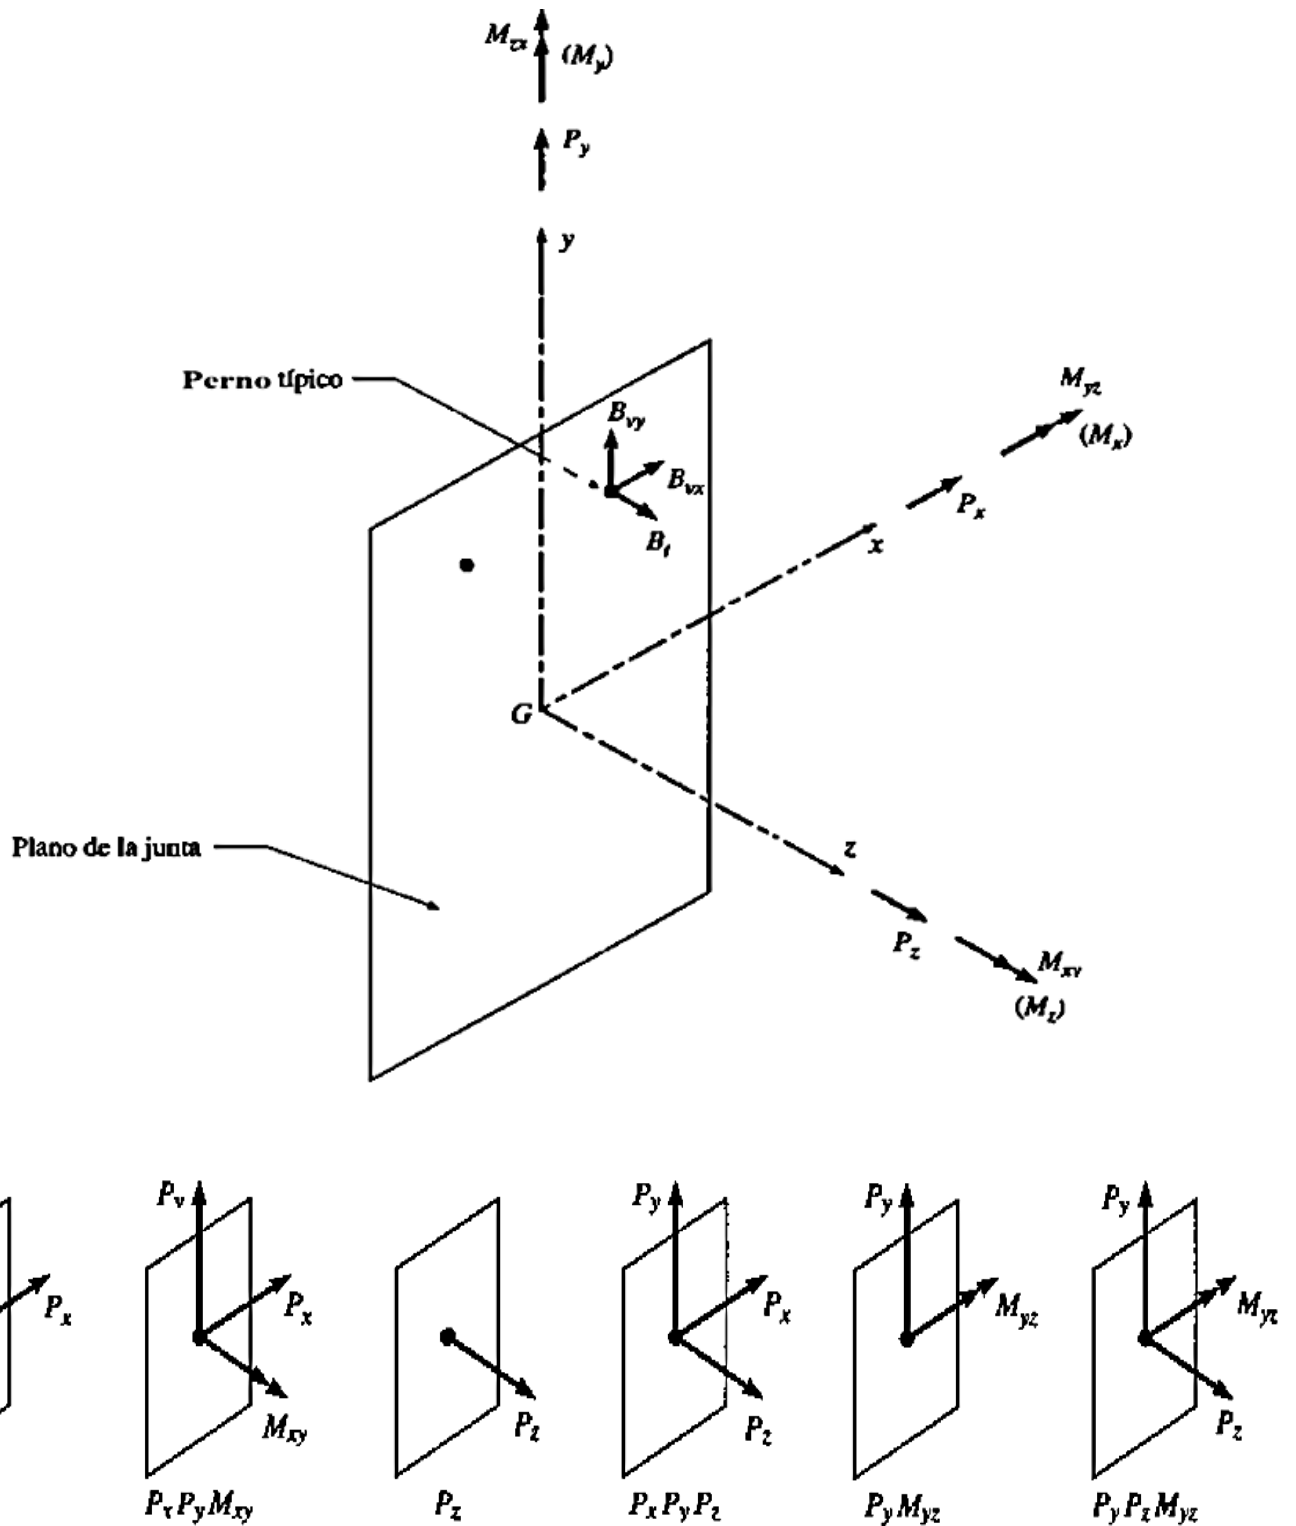 M_zx (M_y)
P_y
y
Perno típico
B_vy
B_vx
B_t
M_yz
(M_x)
P_x
x
G
Plano de la junta
z
P_z
M_xy
(M_z)
P_x
P_y
P_x
M_xy
P_x P_y M_xy
P_z
P_z
P_y
P_x
P_z
P_x P_y P_z
P_y
M_yz
P_y M_yz
P_y
M_yz
P_z
P_y P_z M_yz